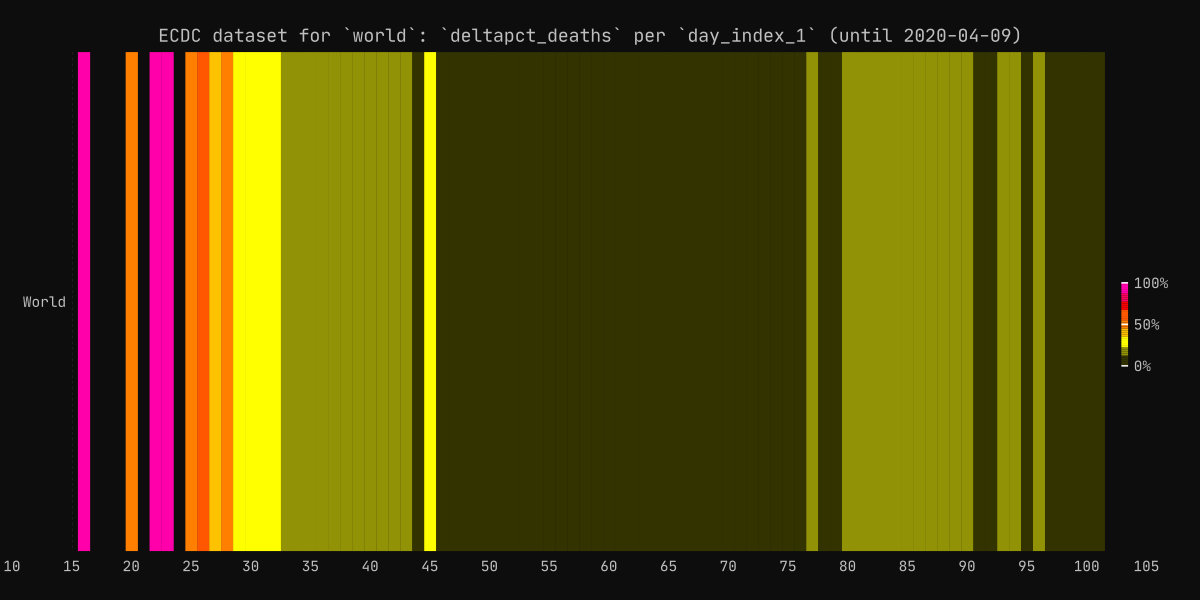 ECDC dataset for `world`: `deltapct_deaths` per `day_index_1` (until 2020-04-09)
World
100%
50%
0%
10 15 20 25 30 35 40 45 50 55 60 65 70 75 80 85 90 95 100 105